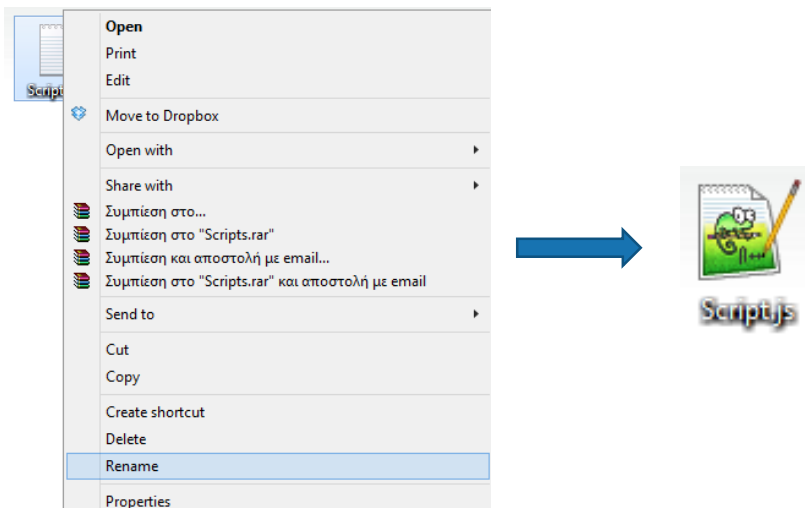 Open
Print
Edit
Script
Move to Dropbox
Open with
Share with
Συμπίεση στο...
Συμπίεση στο "Scripts.rar"
Συμπίεση και αποστολή με email...
Συμπίεση στο "Scripts.rar" και αποστολή με email
Send to
Cut
Copy
Create shortcut
Delete
Rename
Properties
Script.js